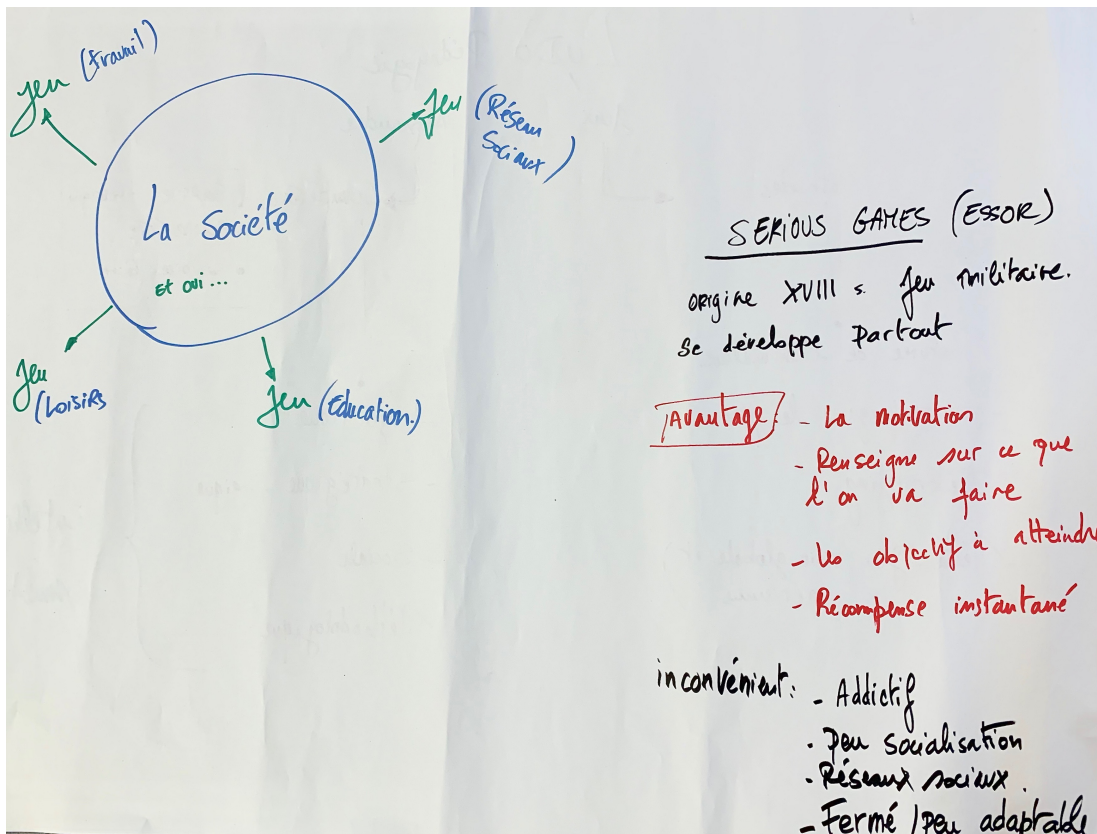 Jeu (travail)
Jeu (Réseau
Sociaux)
La Société
Et oui ...
Jeu
(Loisirs
Jeu (Education.)
SERIOUS GAMES (ESSOR)
origine XVIII s. Jeu militaire.
se développe Partout
Avantage: - La motivation
- Renseigne sur ce que
l'on va faire
- Les objectif à atteindre
- Récompense instantané
inconvénient: - Addictif
- peu socialisation
- Réseaux sociaux.
- Fermé / peu adaptable